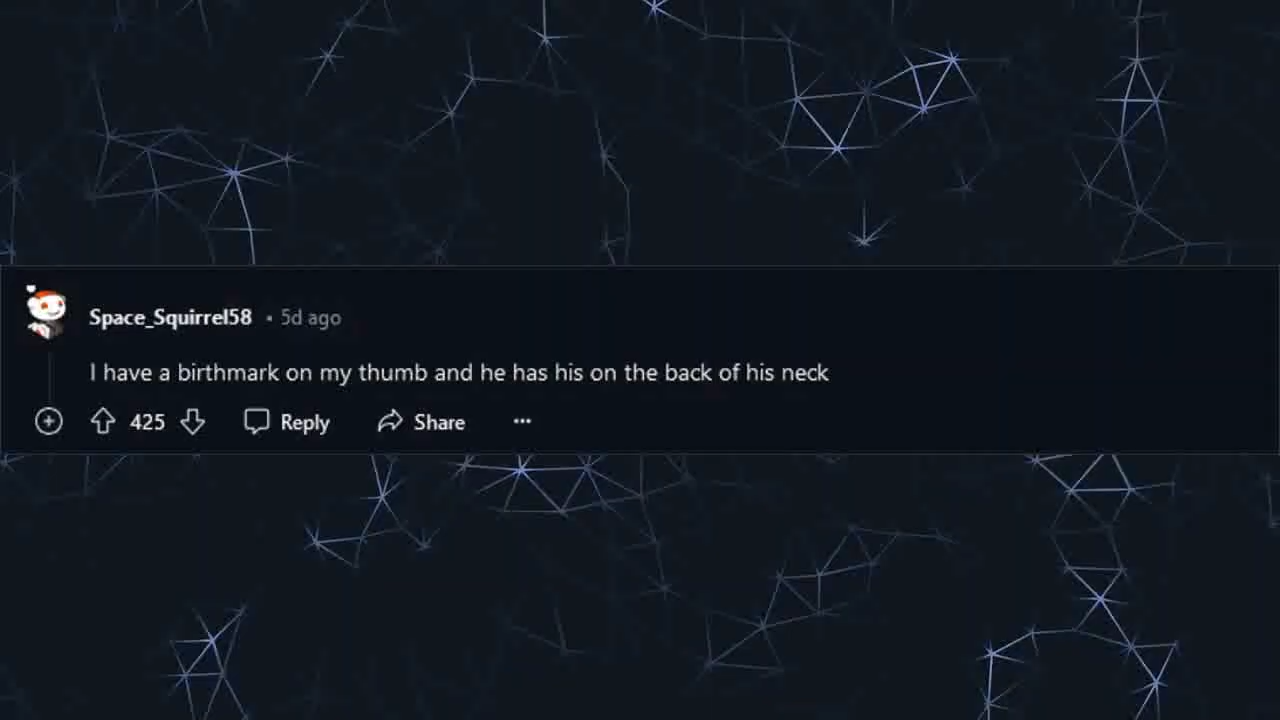 Space_Squirrel58 • 5d ago
I have a birthmark on my thumb and he has his on the back of his neck
425 Reply Share ...